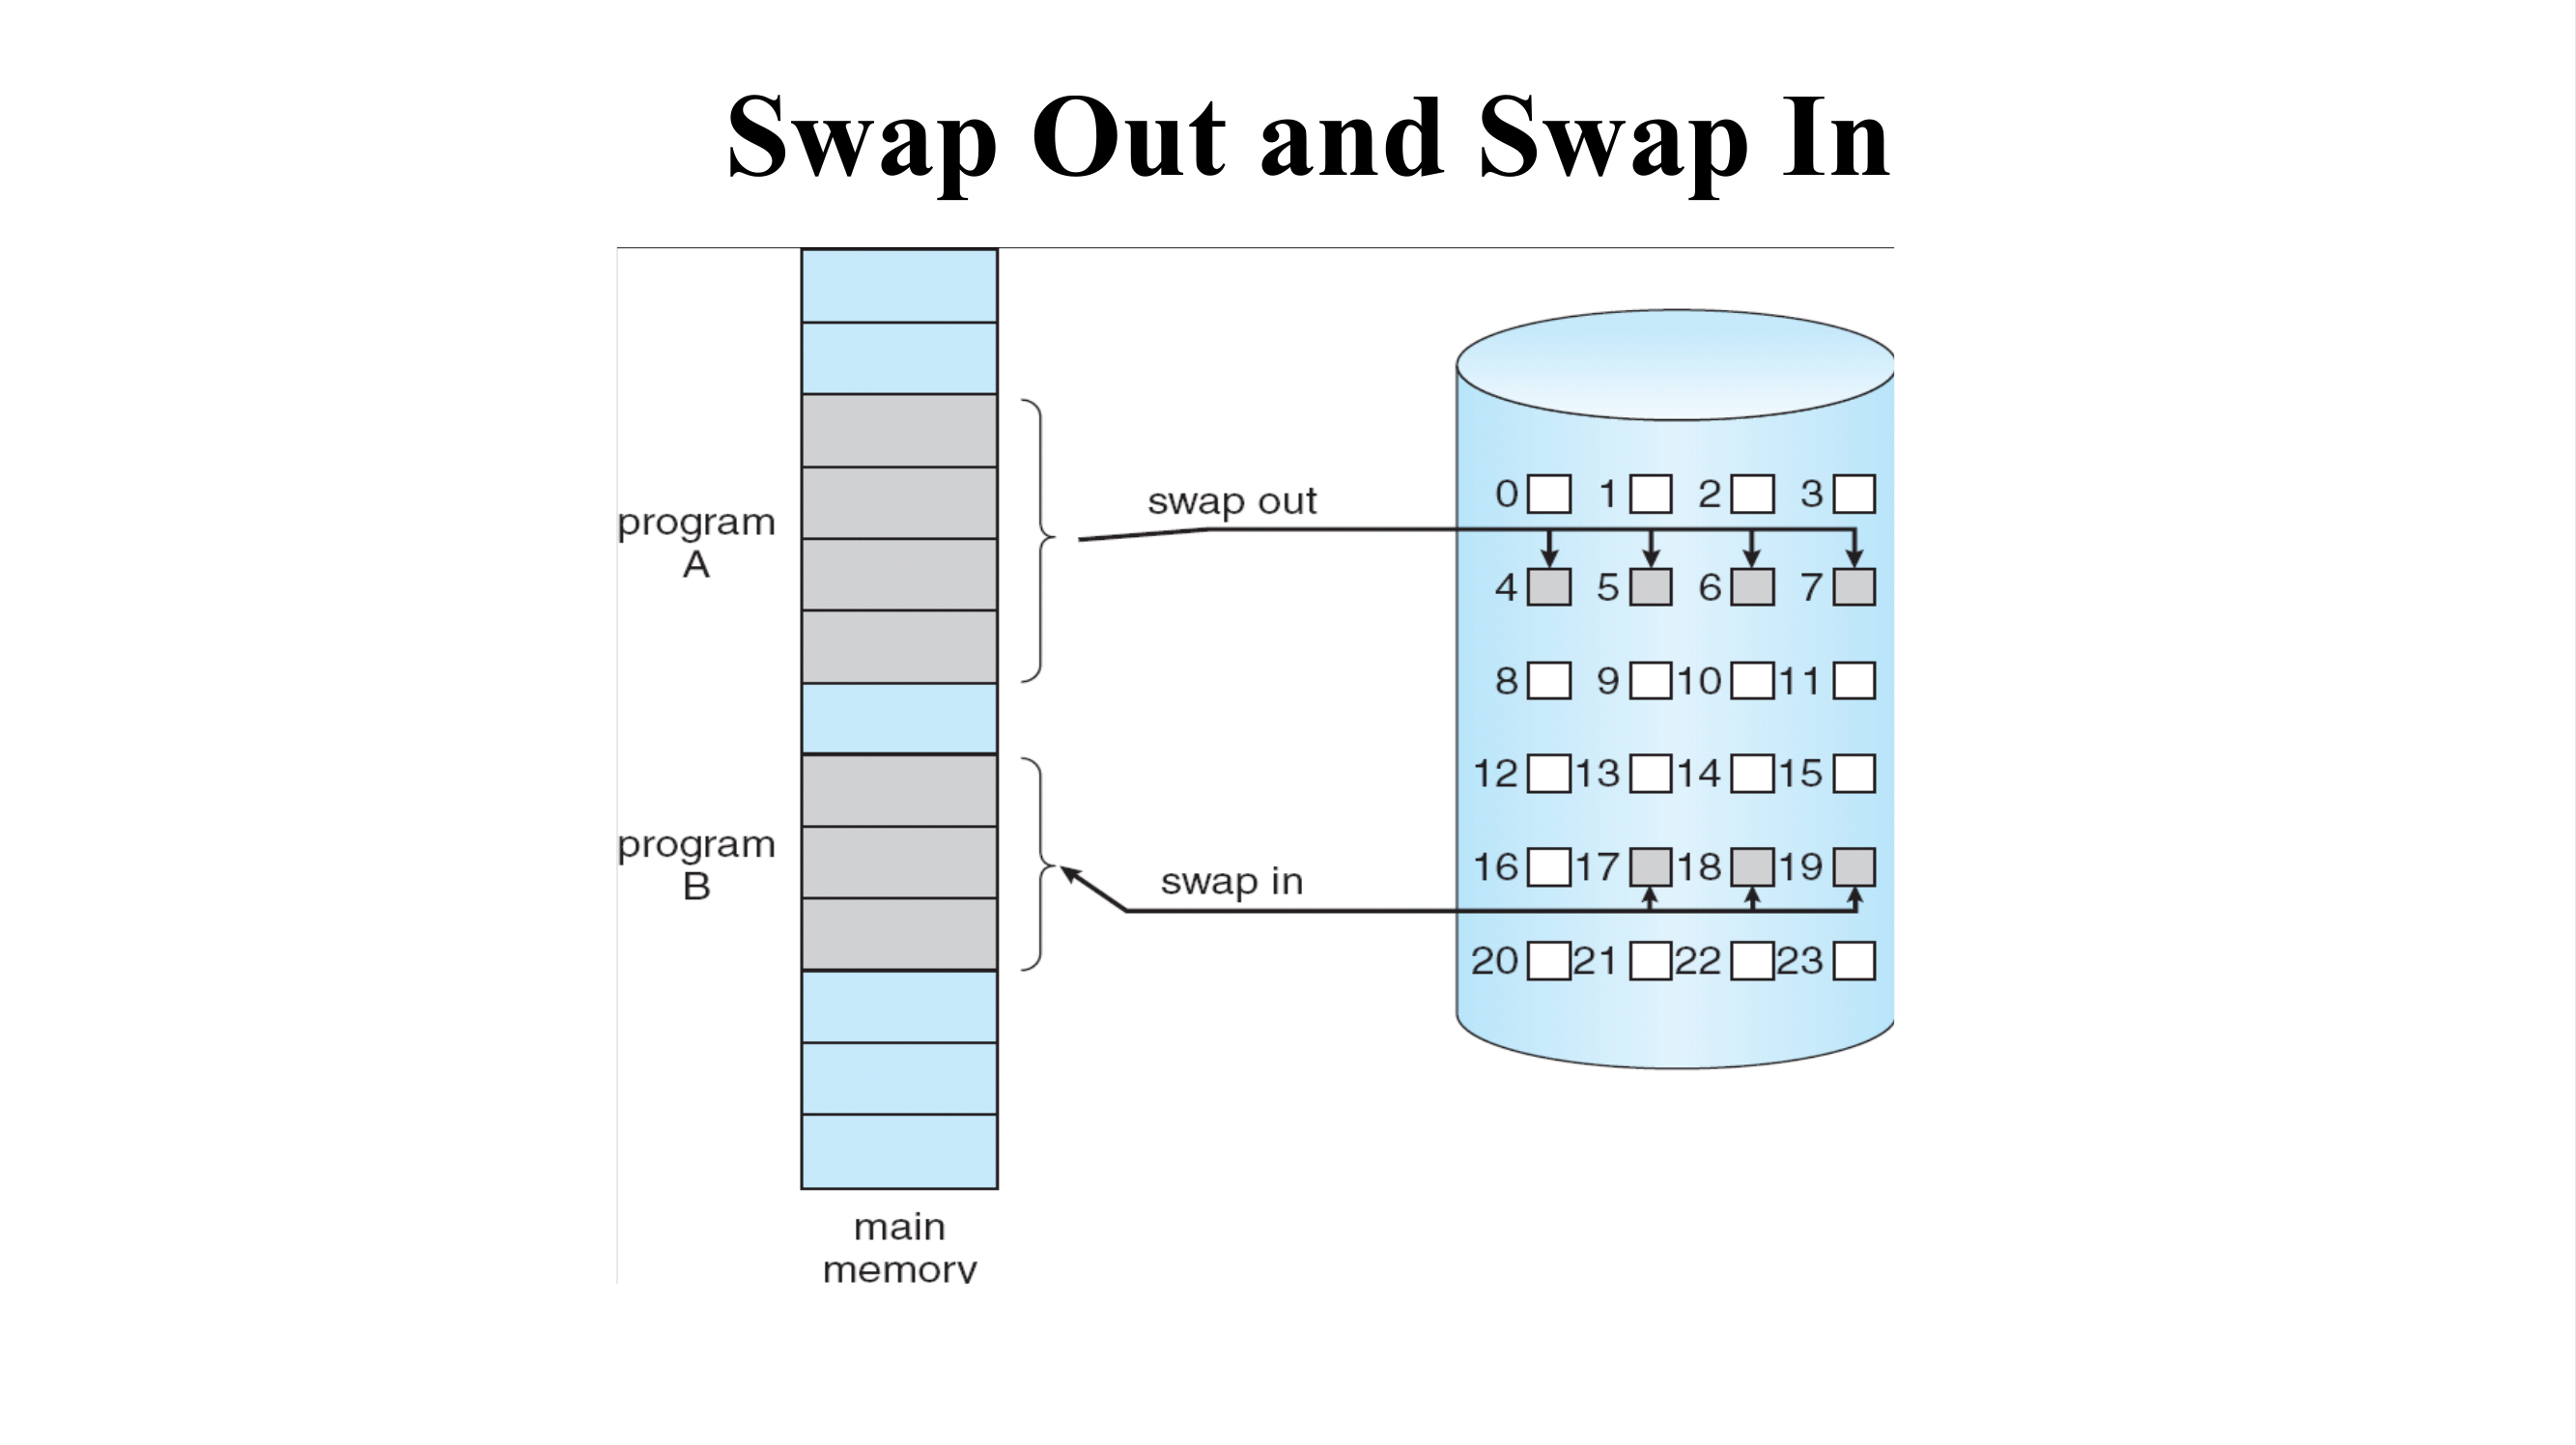 Swap Out and Swap In
program
A
swap out
0 1 2 3
4 5 6 7
8 9 10 11
12 13 14 15
program
B
swap in
16 17 18 19
20 21 22 23
main
memory